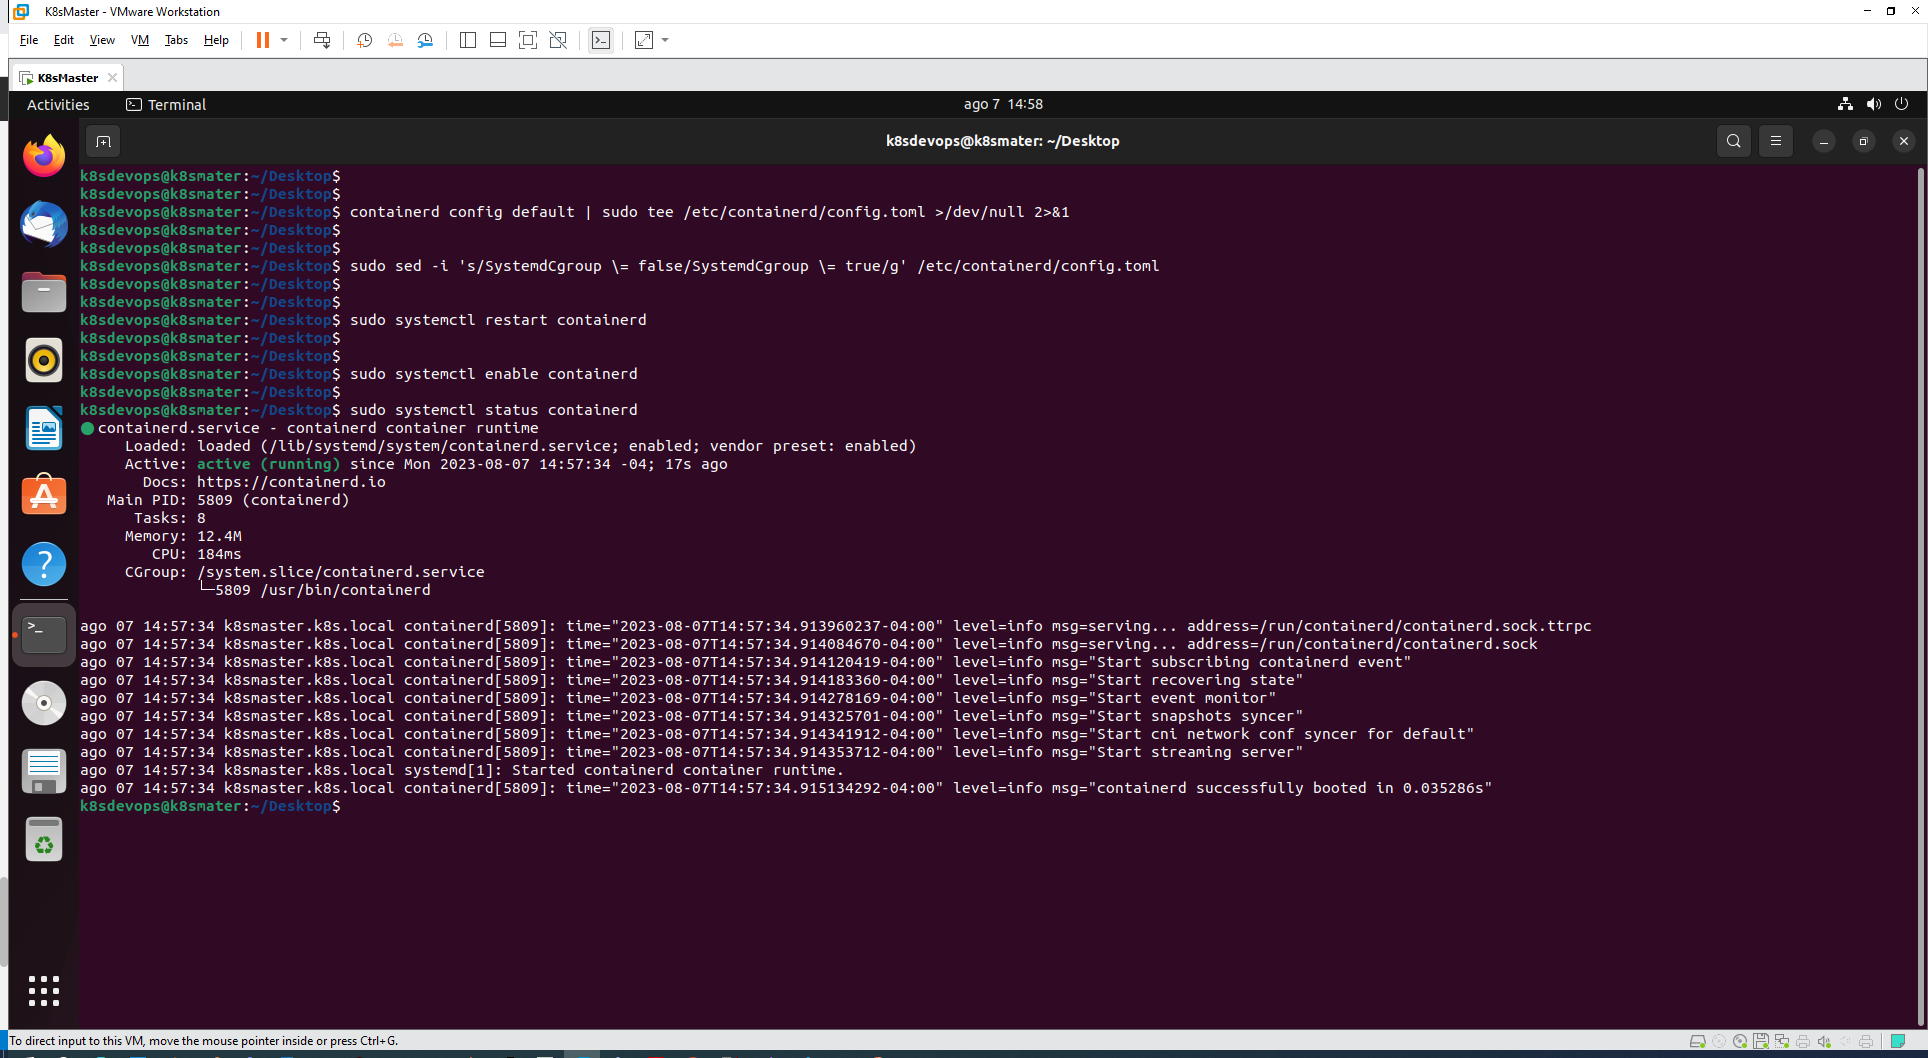 K8sMaster - VMware Workstation
File Edit View VM Tabs Help
K8sMaster
Activities Terminal ago 7 14:58
k8sdevops@k8smater: ~/Desktop
k8sdevops@k8smater:~/Desktop$
k8sdevops@k8smater:~/Desktop$
k8sdevops@k8smater:~/Desktop$ containerd config default | sudo tee /etc/containerd/config.toml >/dev/null 2>&1
k8sdevops@k8smater:~/Desktop$
k8sdevops@k8smater:~/Desktop$
k8sdevops@k8smater:~/Desktop$ sudo sed -i 's/SystemdCgroup \= false/SystemdCgroup \= true/g' /etc/containerd/config.toml
k8sdevops@k8smater:~/Desktop$
k8sdevops@k8smater:~/Desktop$
k8sdevops@k8smater:~/Desktop$ sudo systemctl restart containerd
k8sdevops@k8smater:~/Desktop$
k8sdevops@k8smater:~/Desktop$
k8sdevops@k8smater:~/Desktop$ sudo systemctl enable containerd
k8sdevops@k8smater:~/Desktop$
k8sdevops@k8smater:~/Desktop$ sudo systemctl status containerd
● containerd.service - containerd container runtime
Loaded: loaded (/lib/systemd/system/containerd.service; enabled; vendor preset: enabled)
Active: active (running) since Mon 2023-08-07 14:57:34 -04; 17s ago
Docs: https://containerd.io
Main PID: 5809 (containerd)
Tasks: 8
Memory: 12.4M
CPU: 184ms
CGroup: /system.slice/containerd.service
└─5809 /usr/bin/containerd
ago 07 14:57:34 k8smaster.k8s.local containerd[5809]: time="2023-08-07T14:57:34.913960237-04:00" level=info msg=serving... address=/run/containerd/containerd.sock.ttrpc
ago 07 14:57:34 k8smaster.k8s.local containerd[5809]: time="2023-08-07T14:57:34.914084670-04:00" level=info msg=serving... address=/run/containerd/containerd.sock
ago 07 14:57:34 k8smaster.k8s.local containerd[5809]: time="2023-08-07T14:57:34.914120419-04:00" level=info msg="Start subscribing containerd event"
ago 07 14:57:34 k8smaster.k8s.local containerd[5809]: time="2023-08-07T14:57:34.914183360-04:00" level=info msg="Start recovering state"
ago 07 14:57:34 k8smaster.k8s.local containerd[5809]: time="2023-08-07T14:57:34.914278169-04:00" level=info msg="Start event monitor"
ago 07 14:57:34 k8smaster.k8s.local containerd[5809]: time="2023-08-07T14:57:34.914325701-04:00" level=info msg="Start snapshots syncer"
ago 07 14:57:34 k8smaster.k8s.local containerd[5809]: time="2023-08-07T14:57:34.914341912-04:00" level=info msg="Start cni network conf syncer for default"
ago 07 14:57:34 k8smaster.k8s.local containerd[5809]: time="2023-08-07T14:57:34.914353712-04:00" level=info msg="Start streaming server"
ago 07 14:57:34 k8smaster.k8s.local systemd[1]: Started containerd container runtime.
ago 07 14:57:34 k8smaster.k8s.local containerd[5809]: time="2023-08-07T14:57:34.915134292-04:00" level=info msg="containerd successfully booted in 0.035286s"
k8sdevops@k8smater:~/Desktop$
To direct input to this VM, move the mouse pointer inside or press Ctrl+G.